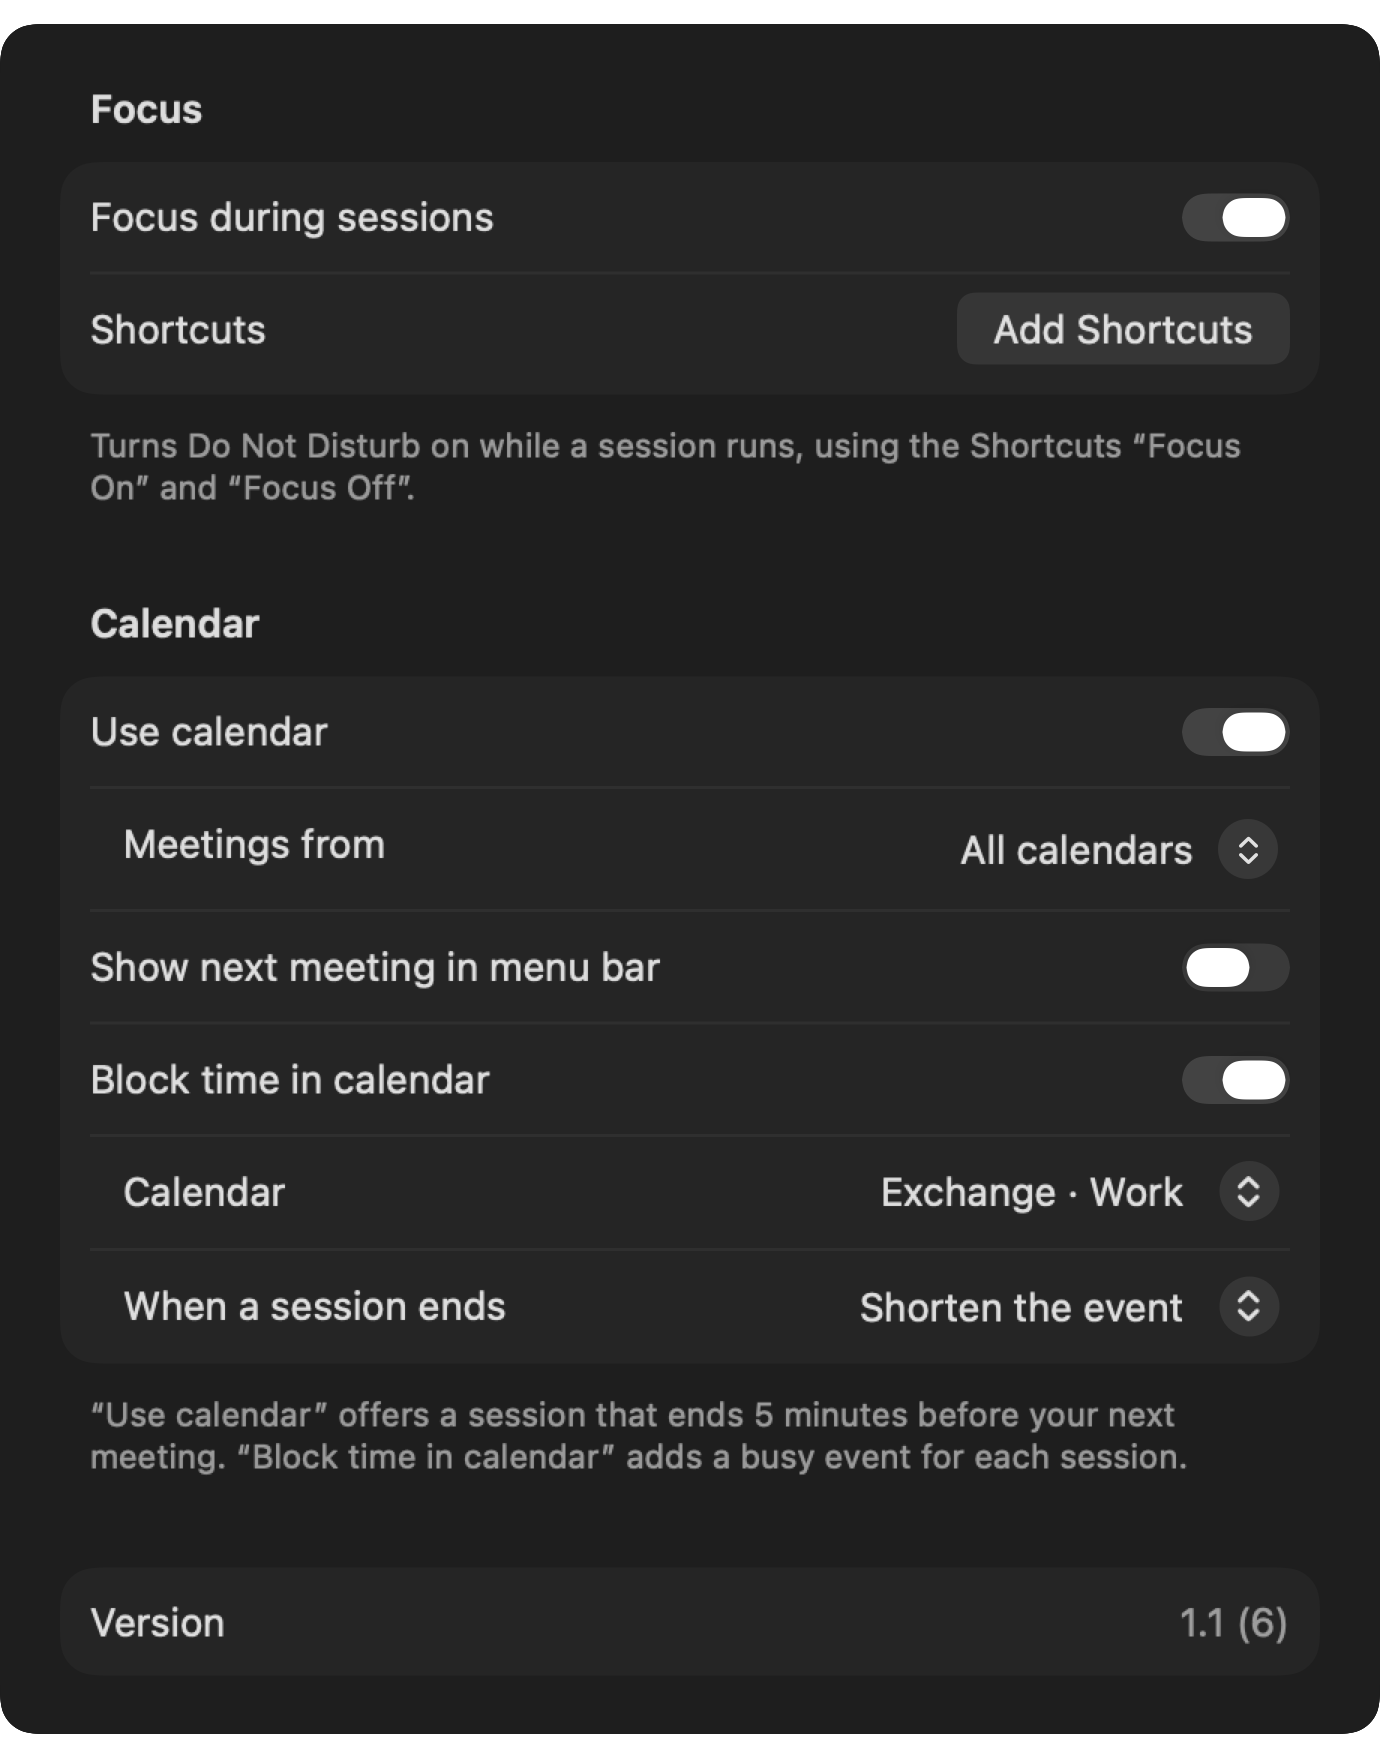 Focus
Focus during sessions
Shortcuts
Add Shortcuts
Turns Do Not Disturb on while a session runs, using the Shortcuts “Focus
On” and “Focus Off”.
Calendar
Use calendar
Meetings from
All calendars
Show next meeting in menu bar
Block time in calendar
Calendar
Exchange · Work
When a session ends
Shorten the event
“Use calendar” offers a session that ends 5 minutes before your next
meeting. “Block time in calendar” adds a busy event for each session.
Version
1.1 (6)